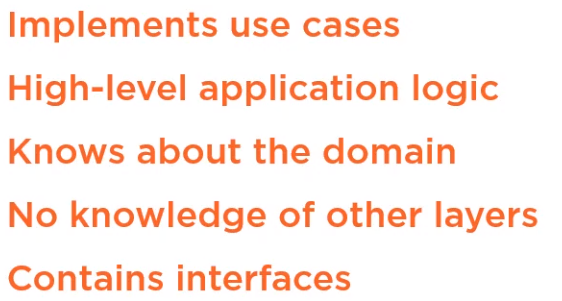 Implements use cases
High-level application logic
Knows about the domain
No knowledge of other layers
Contains interfaces